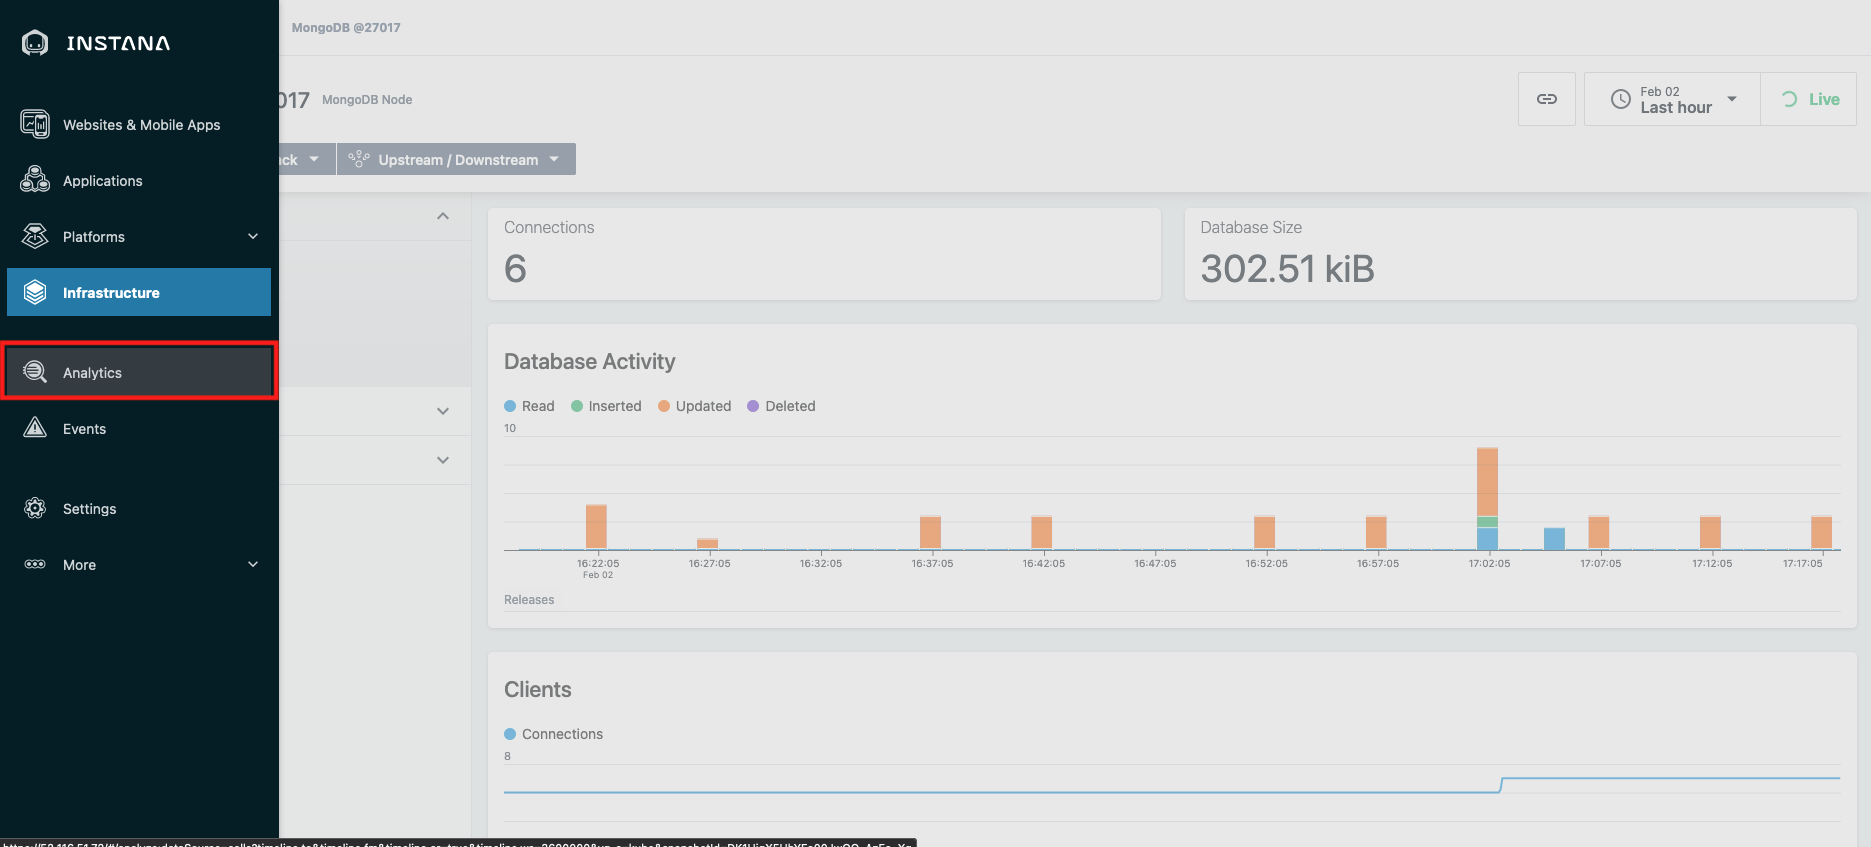 INSTANA
Websites & Mobile Apps
Applications
Platforms
Infrastructure
Analytics
Events
Settings
More
MongoDB @27017
017 MongoDB Node
ck
Upstream / Downstream
Feb 02
Last hour
Live
Connections
6
Database Size
302.51 kiB
Database Activity
Read Inserted Updated Deleted
10
16:22:05 16:27:05 16:32:05 16:37:05 16:42:05 16:47:05 16:52:05 16:57:05 17:02:05 17:07:05 17:12:05 17:17:05
Feb 02
Releases
Clients
Connections
8